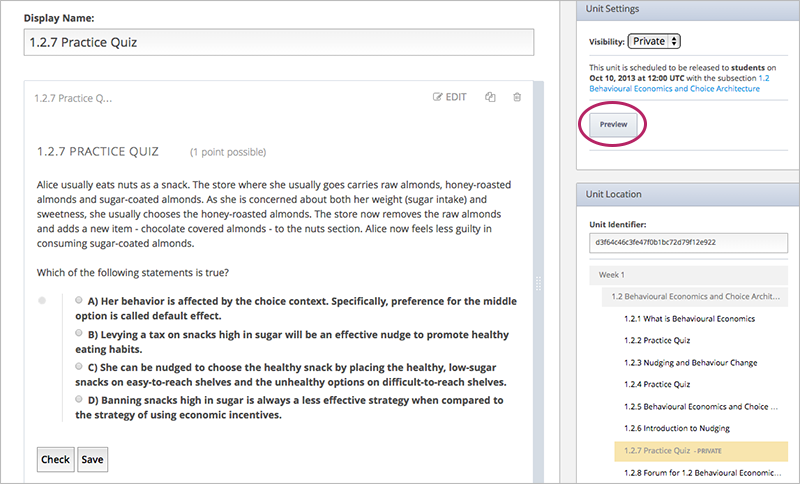 Display Name:
1.2.7 Practice Quiz
1.2.7 Practice Q...
EDIT
1.2.7 PRACTICE QUIZ (1 point possible)
Alice usually eats nuts as a snack. The store where she usually goes carries raw almonds, honey-roasted
almonds and sugar-coated almonds. As she is concerned about both her weight (sugar intake) and
sweetness, she usually chooses the honey-roasted almonds. The store now removes the raw almonds
and adds a new item - chocolate covered almonds - to the nuts section. Alice now feels less guilty in
consuming sugar-coated almonds.
Which of the following statements is true?
A) Her behavior is affected by the choice context. Specifically, preference for the middle
option is called default effect.
B) Levying a tax on snacks high in sugar will be an effective nudge to promote healthy
eating habits.
C) She can be nudged to choose the healthy snack by placing the healthy, low-sugar
snacks on easy-to-reach shelves and the unhealthy options on difficult-to-reach shelves.
D) Banning snacks high in sugar is always a less effective strategy when compared to
the strategy of using economic incentives.
Check Save
Unit Settings
Visibility: Private
This unit is scheduled to be released to students on
Oct 10, 2013 at 12:00 UTC with the subsection 1.2
Behavioural Economics and Choice Architecture
Preview
Unit Location
Unit Identifier:
d3f64c46c3fe47f0b1bc72d79f12e922
Week 1
1.2 Behavioural Economics and Choice Archit...
1.2.1 What is Behavioural Economics
1.2.2 Practice Quiz
1.2.3 Nudging and Behaviour Change
1.2.4 Practice Quiz
1.2.5 Behavioural Economics and Choice ...
1.2.6 Introduction to Nudging
1.2.7 Practice Quiz - PRIVATE
1.2.8 Forum for 1.2 Behavioural Economic...